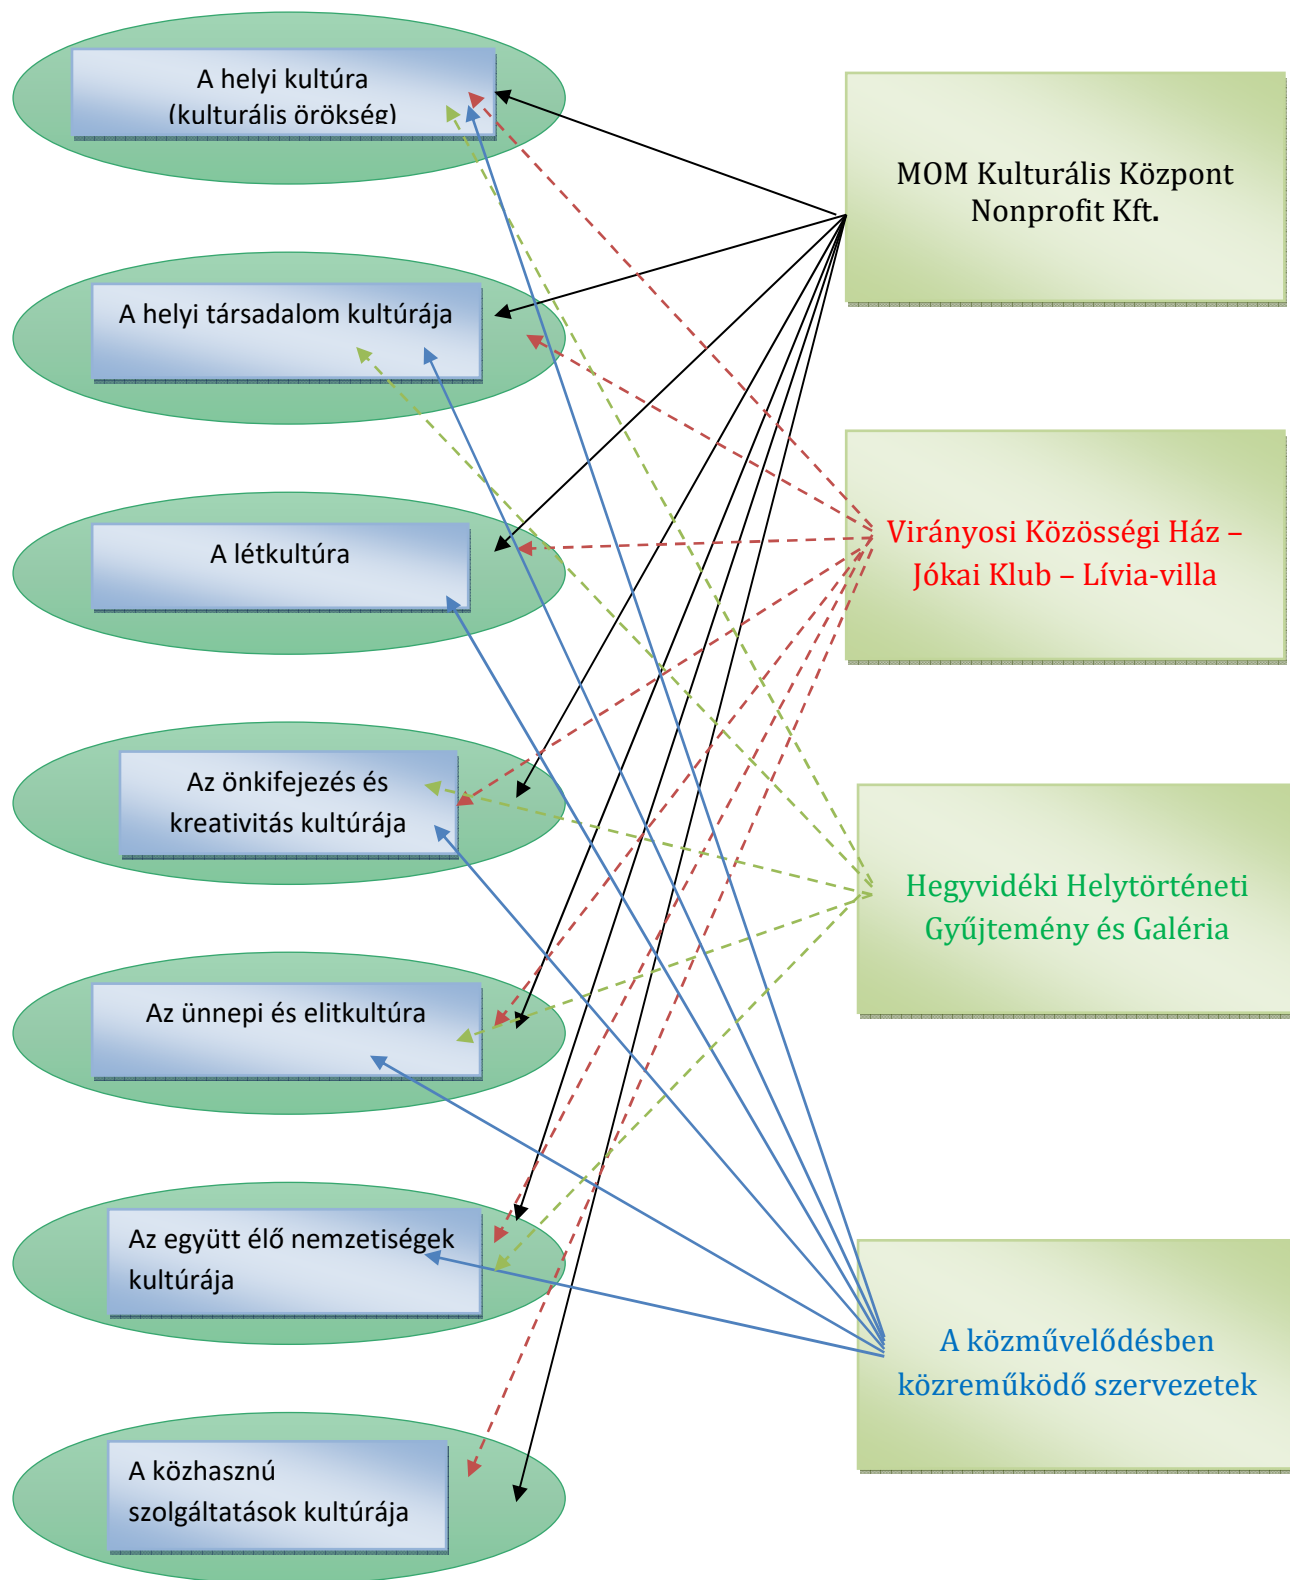 A helyi kultúra
(kulturális örökség)
A helyi társadalom kultúrája
A létkultúra
Az önkifejezés és
kreativitás kultúrája
Az ünnepi és elitkultúra
Az együtt élő nemzetiségek
kultúrája
A közhasznú
szolgáltatások kultúrája
MOM Kulturális Központ
Nonprofit Kft.
Virányosi Közösségi Ház –
Jókai Klub – Lívia-villa
Hegyvidéki Helytörténeti
Gyűjtemény és Galéria
A közművelődésben
közreműködő szervezetek